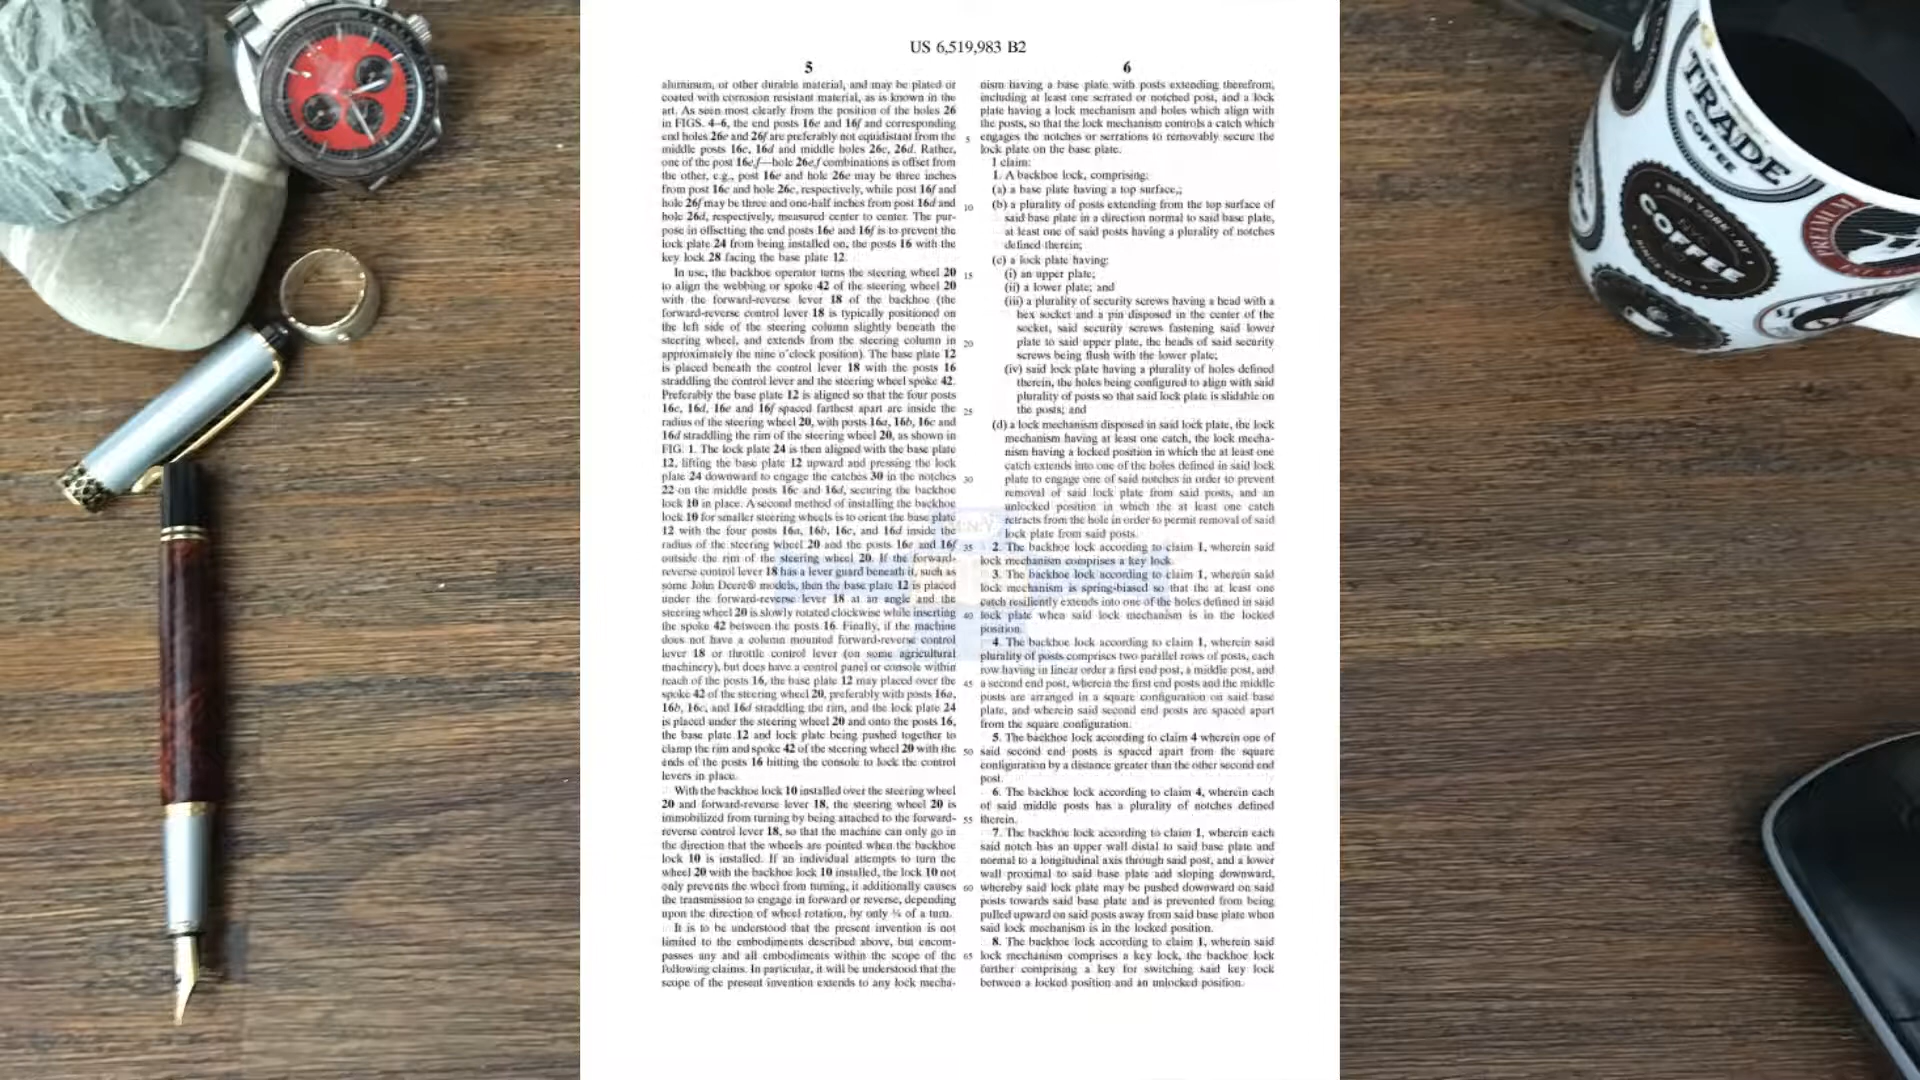 US 6,519,983 B2
5
aluminum, or other durable material, and may be plated or
coated with corrosion resistant material, as is known in the
art. As seen most clearly from the position of the holes 26
in FIGS. 4–6, the end posts 16e and 16f and corresponding
end holes 26e and 26f are preferably not equidistant from the
middle posts 16c, 16d and middle holes 26c, 26d. Rather,
one of the post 16e,f—hole 26e,f combinations is offset from
the other, e.g., post 16e and hole 26e may be three inches
from post 16c and hole 26c, respectively, while post 16f and
hole 26f may be three and one-half inches from post 16d and
hole 26d, respectively, measured center to center. The pur-
pose in offsetting the end posts 16e and 16f is to prevent the
lock plate 24 from being installed on, the posts 16 with the
key lock 28 facing the base plate 12.
In use, the backhoe operator turns the steering wheel 20
to align the webbing or spoke 42 of the steering wheel 20
with the forward-reverse lever 18 of the backhoe (the
forward-reverse control lever 18 is typically positioned on
the left side of the steering column slightly beneath the
steering wheel, and extends from the steering column in
approximately the nine o'clock position). The base plate 12
is placed beneath the control lever 18 with the posts 16
straddling the control lever and the steering wheel spoke 42.
Preferably the base plate 12 is aligned so that the four posts
16c, 16d, 16e and 16f spaced farthest apart are inside the
radius of the steering wheel 20, with posts 16a, 16b, 16c and
16d straddling the rim of the steering wheel 20, as shown in
FIG. 1. The lock plate 24 is then aligned with the base plate
12, lifting the base plate 12 upward and pressing the lock
plate 24 downward to engage the catches 30 in the notches
22 on the middle posts 16c and 16d, securing the backhoe
lock 10 in place. A second method of installing the backhoe
lock 10 for smaller steering wheels is to orient the base plate
12 with the four posts 16a, 16b, 16c, and 16d inside the
radius of the steering wheel 20 and the posts 16e and 16f
outside the rim of the steering wheel 20. If the forward-
reverse control lever 18 has a lever guard beneath it, such as
some John Deere® models, then the base plate 12 is placed
under the forward-reverse lever 18 at an angle and the
steering wheel 20 is slowly rotated clockwise while inserting
the spoke 42 between the posts 16. Finally, if the machine
does not have a column mounted forward-reverse control
lever 18 or throttle control lever (on some agricultural
machinery), but does have a control panel or console within
reach of the posts 16, the base plate 12 may placed over the
spoke 42 of the steering wheel 20, preferably with posts 16a,
16b, 16c, and 16d straddling the rim, and the lock plate 24
is placed under the steering wheel 20 and onto the posts 16,
the base plate 12 and lock plate being pushed together to
clamp the rim and spoke 42 of the steering wheel 20 with the
ends of the posts 16 hitting the console to lock the control
levers in place.
With the backhoe lock 10 installed over the steering wheel
20 and forward-reverse lever 18, the steering wheel 20 is
immobilized from turning by being attached to the forward-
reverse control lever 18, so that the machine can only go in
the direction that the wheels are pointed when the backhoe
lock 10 is installed. If an individual attempts to turn the
wheel 20 with the backhoe lock 10 installed, the lock 10 not
only prevents the wheel from turning, it additionally causes
the transmission to engage in forward or reverse, depending
upon the direction of wheel rotation, by only ¼ of a turn.
It is to be understood that the present invention is not
limited to the embodiments described above, but encom-
passes any and all embodiments within the scope of the
following claims. In particular, it will be understood that the
scope of the present invention extends to any lock mecha-
6
nism having a base plate with posts extending therefrom,
including at least one serrated or notched post, and a lock
plate having a lock mechanism and holes which align with
the posts, so that the lock mechanism controls a catch which
5 engages the notches or serrations to removably secure the
lock plate on the base plate.
I claim:
1. A backhoe lock, comprising:
(a) a base plate having a top surface,;
10 (b) a plurality of posts extending from the top surface of
said base plate in a direction normal to said base plate,
at least one of said posts having a plurality of notches
defined therein;
(c) a lock plate having:
15 (i) an upper plate;
(ii) a lower plate; and
(iii) a plurality of security screws having a head with a
hex socket and a pin disposed in the center of the
socket, said security screws fastening said lower
20 plate to said upper plate, the heads of said security
screws being flush with the lower plate;
(iv) said lock plate having a plurality of holes defined
therein, the holes being configured to align with said
plurality of posts so that said lock plate is slidable on
25 the posts; and
(d) a lock mechanism disposed in said lock plate, the lock
mechanism having at least one catch, the lock mecha-
nism having a locked position in which the at least one
catch extends into one of the holes defined in said lock
30 plate to engage one of said notches in order to prevent
removal of said lock plate from said posts, and an
unlocked position in which the at least one catch
retracts from the hole in order to permit removal of said
lock plate from said posts.
35 2. The backhoe lock according to claim 1, wherein said
lock mechanism comprises a key lock.
3. The backhoe lock according to claim 1, wherein said
lock mechanism is spring-biased so that the at least one
catch resiliently extends into one of the holes defined in said
40 lock plate when said lock mechanism is in the locked
position.
4. The backhoe lock according to claim 1, wherein said
plurality of posts comprises two parallel rows of posts, each
row having in linear order a first end post, a middle post, and
45 a second end post, wherein the first end posts and the middle
posts are arranged in a square configuration on said base
plate, and wherein said second end posts are spaced apart
from the square configuration.
5. The backhoe lock according to claim 4 wherein one of
50 said second end posts is spaced apart from the square
configuration by a distance greater than the other second end
post.
6. The backhoe lock according to claim 4, wherein each
of said middle posts has a plurality of notches defined
55 therein.
7. The backhoe lock according to claim 1, wherein each
said notch has an upper wall distal to said base plate and
normal to a longitudinal axis through said post, and a lower
wall proximal to said base plate and sloping downward,
60 whereby said lock plate may be pushed downward on said
posts towards said base plate and is prevented from being
pulled upward on said posts away from said base plate when
said lock mechanism is in the locked position.
8. The backhoe lock according to claim 1, wherein said
65 lock mechanism comprises a key lock, the backhoe lock
further comprising a key for switching said key lock
between a locked position and an unlocked position.
TRADE
COFFEE
NEW YORK, NY
COFFEE
PREMIUM